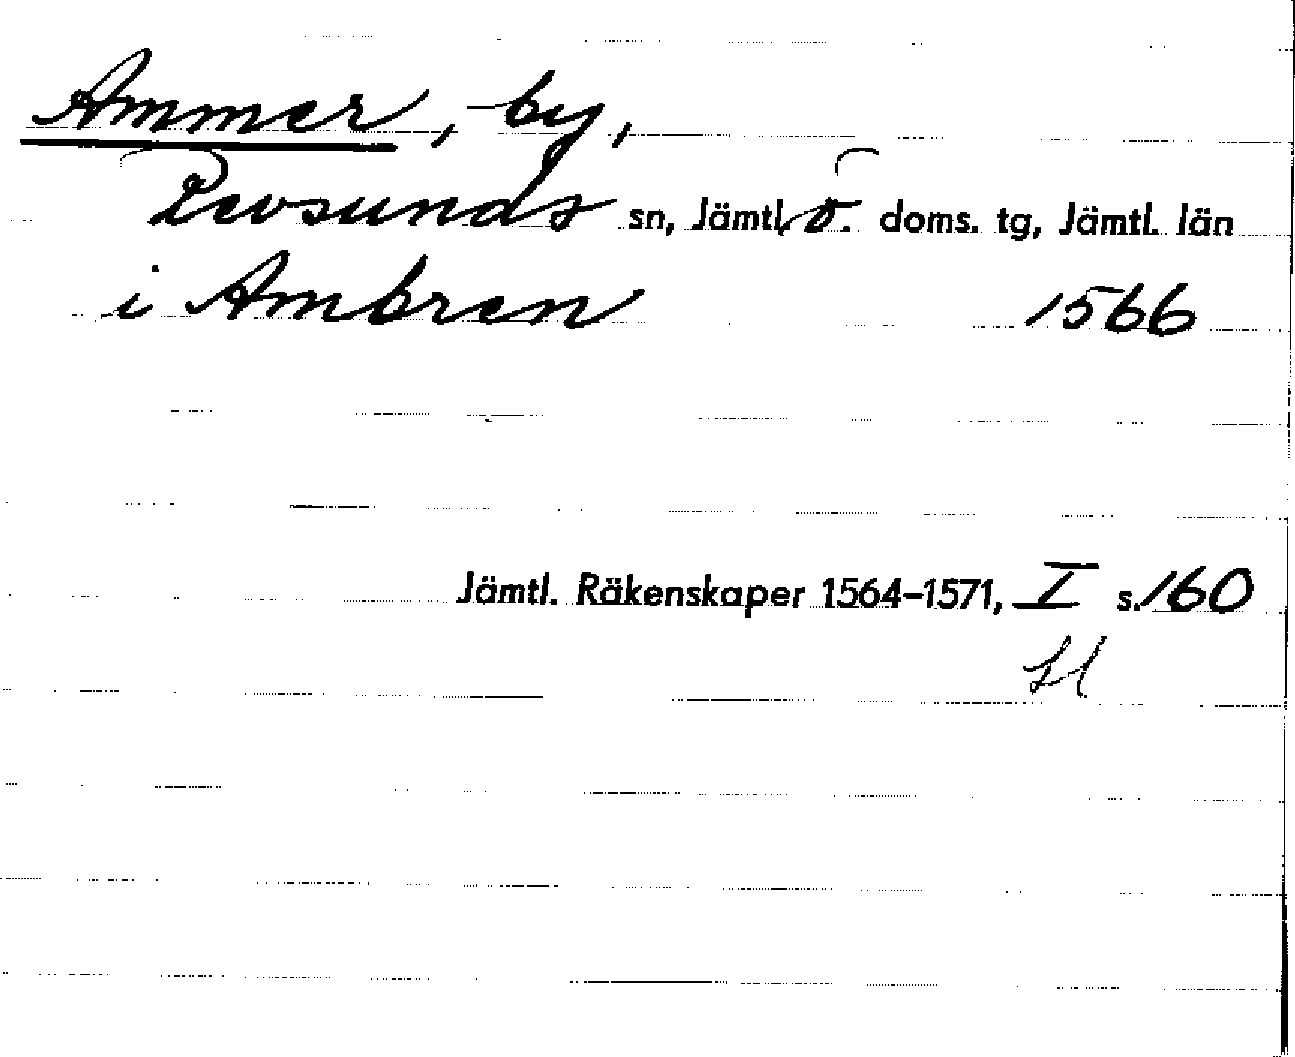 Ammer, by,
Revsunds sn, Jämtl. ö. doms. tg, Jämtl. län
i Ambren 1566
Jämtl. Räkenskaper 1564–1571, I s. 160